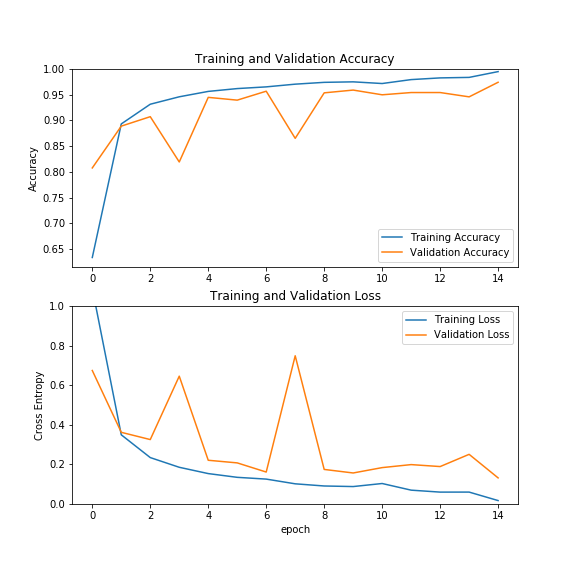 Training and Validation Accuracy
1.00
0.95
0.90
0.85
0.80
0.75
0.70
0.65
Accuracy
Training Accuracy
Validation Accuracy
0 2 4 6 8 10 12 14
Training and Validation Loss
1.0
0.8
0.6
0.4
0.2
0.0
Cross Entropy
Training Loss
Validation Loss
0 2 4 6 8 10 12 14
epoch